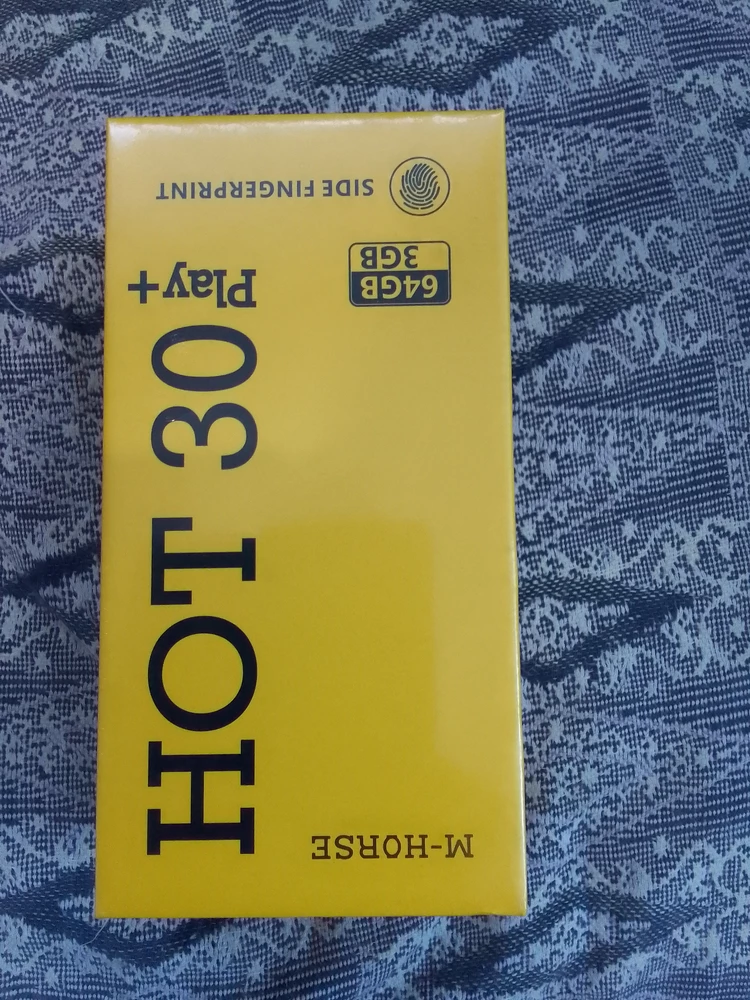 M-HORSE
HOT 30
Play+
64GB
3GB
SIDE FINGERPRINT